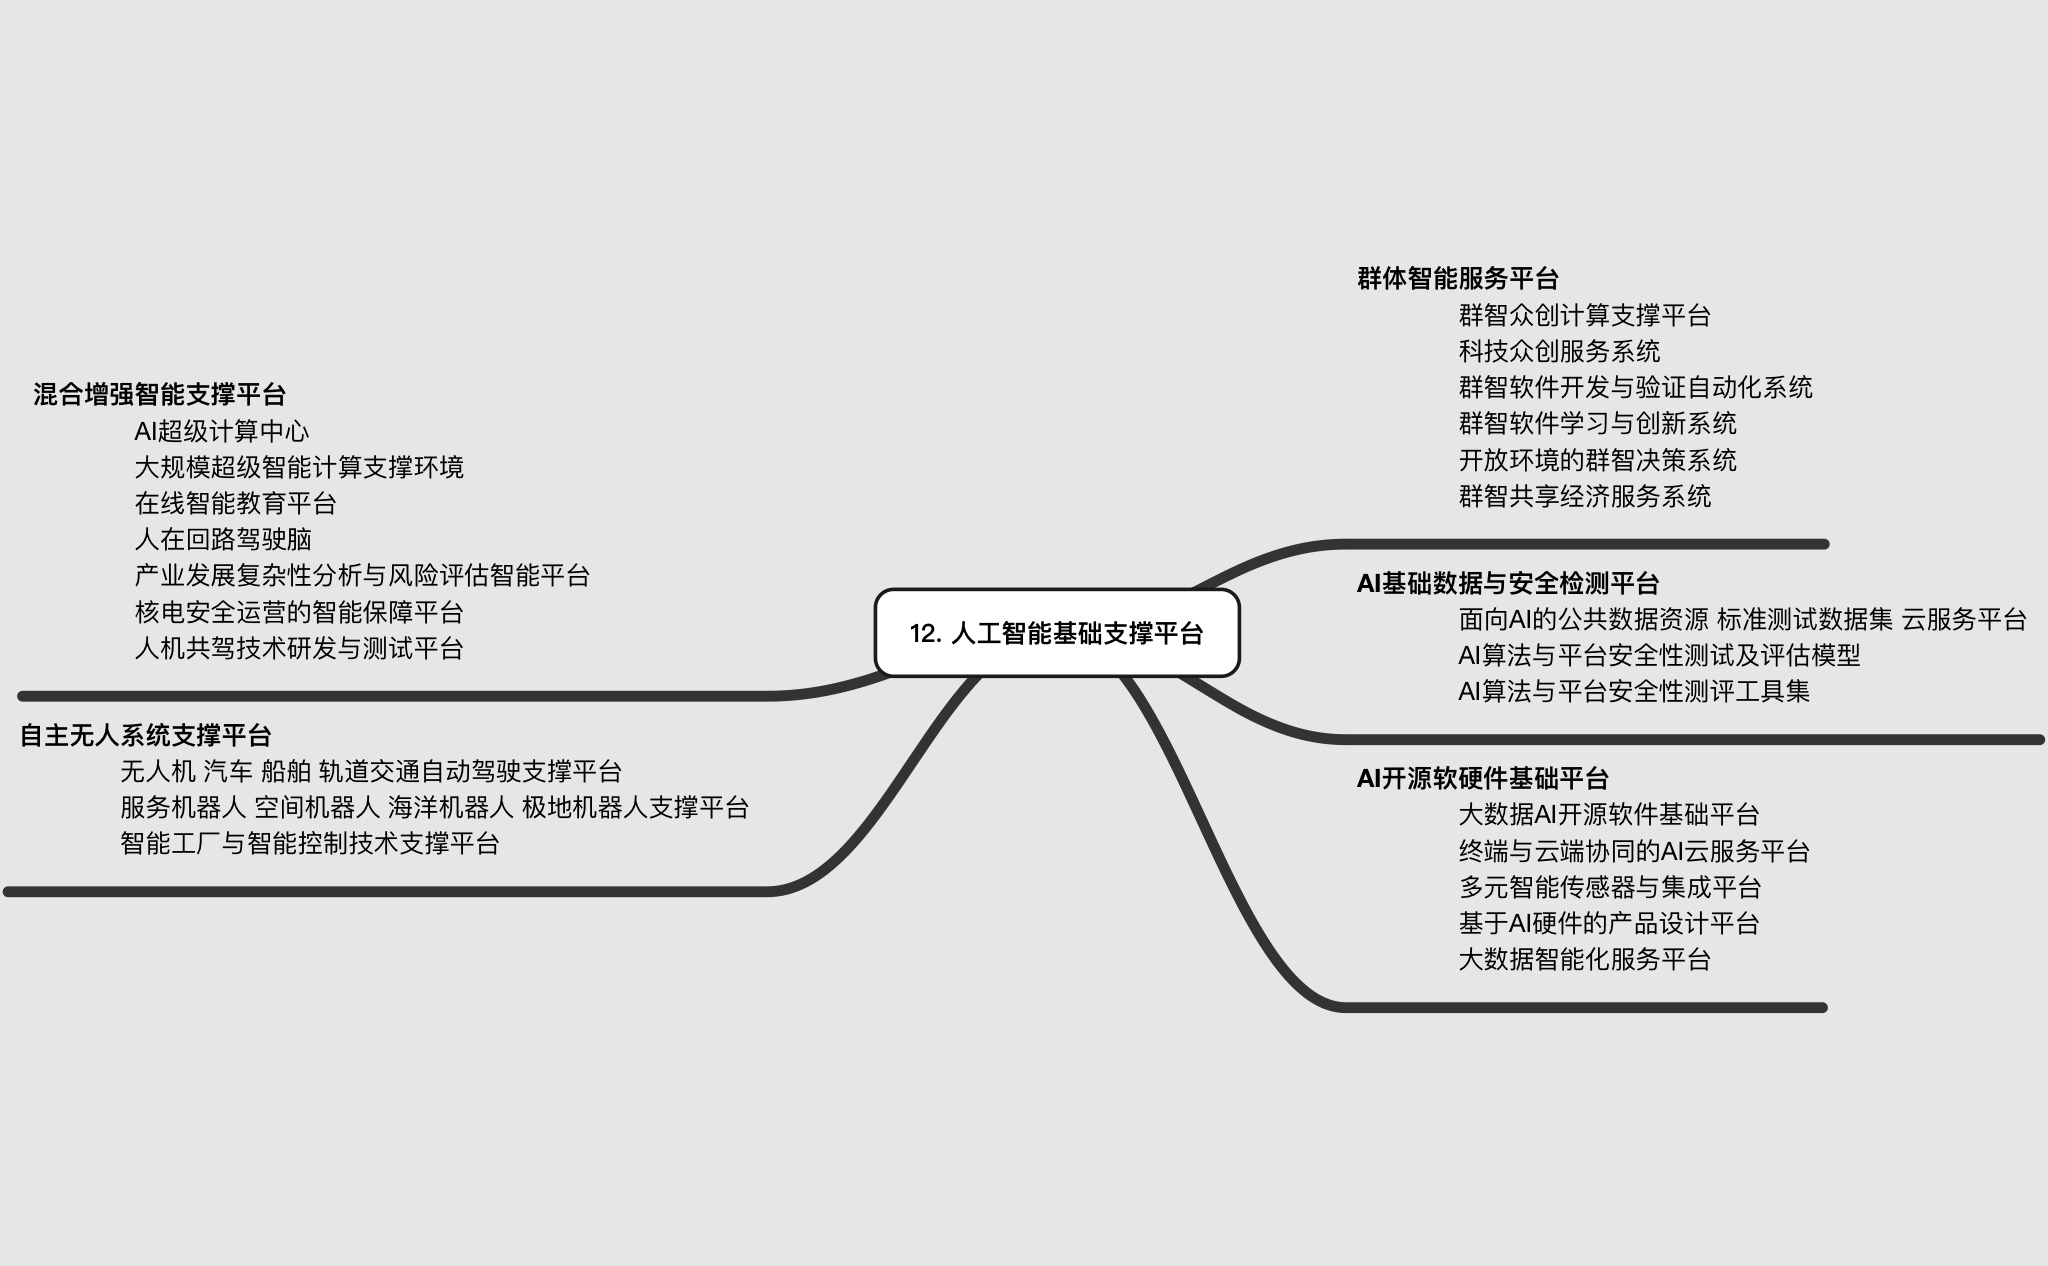 12. 人工智能基础支撑平台
群体智能服务平台
群智众创计算支撑平台
科技众创服务系统
群智软件开发与验证自动化系统
群智软件学习与创新系统
开放环境的群智决策系统
群智共享经济服务系统
AI基础数据与安全检测平台
面向AI的公共数据资源 标准测试数据集 云服务平台
AI算法与平台安全性测试及评估模型
AI算法与平台安全性测评工具集
AI开源软硬件基础平台
大数据AI开源软件基础平台
终端与云端协同的AI云服务平台
多元智能传感器与集成平台
基于AI硬件的产品设计平台
大数据智能化服务平台
混合增强智能支撑平台
AI超级计算中心
大规模超级智能计算支撑环境
在线智能教育平台
人在回路驾驶脑
产业发展复杂性分析与风险评估智能平台
核电安全运营的智能保障平台
人机共驾技术研发与测试平台
自主无人系统支撑平台
无人机 汽车 船舶 轨道交通自动驾驶支撑平台
服务机器人 空间机器人 海洋机器人 极地机器人支撑平台
智能工厂与智能控制技术支撑平台